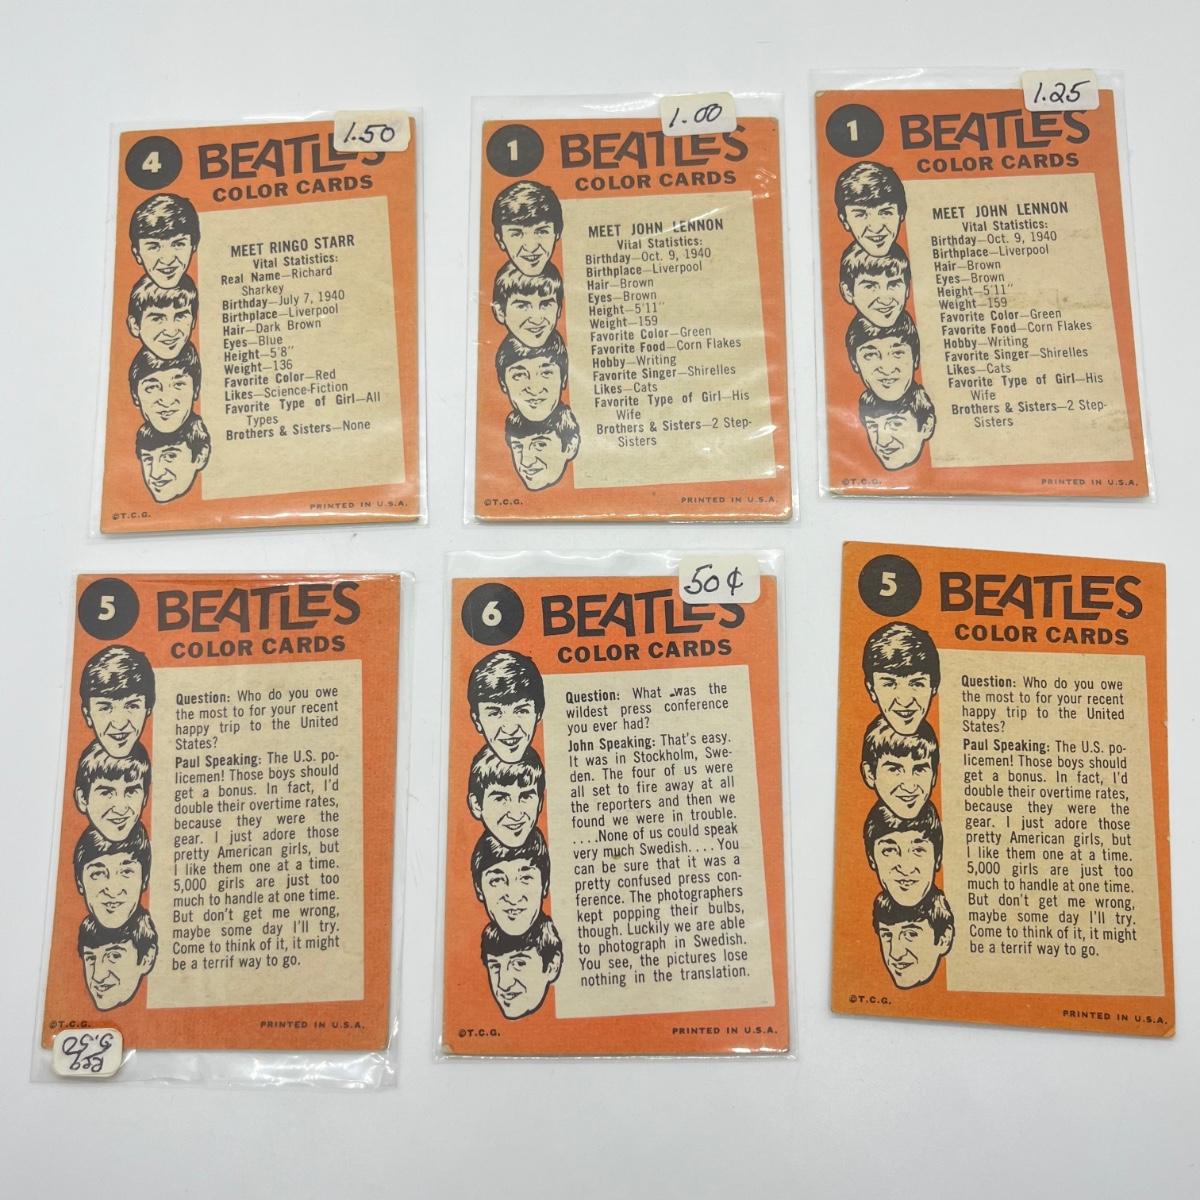 1.50
4
BEATLES
COLOR CARDS
MEET RINGO STARR
Vital Statistics:
Real Name—Richard
Sharkey
Birthday—July 7, 1940
Birthplace—Liverpool
Hair—Dark Brown
Eyes—Blue
Height—5'8"
Weight—136
Favorite Color—Red
Likes—Science-Fiction
Favorite Type of Girl—All
Types
Brothers & Sisters—None
©T.C.G.
PRINTED IN U.S.A.
1.00
1
BEATLES
COLOR CARDS
MEET JOHN LENNON
Vital Statistics:
Birthday—Oct. 9, 1940
Birthplace—Liverpool
Hair—Brown
Eyes—Brown
Height—5'11"
Weight—159
Favorite Color—Green
Favorite Food—Corn Flakes
Hobby—Writing
Favorite Singer—Shirelles
Likes—Cats
Favorite Type of Girl—His
Wife
Brothers & Sisters—2 Step-
Sisters
©T.C.G.
PRINTED IN U.S.A.
1.25
1
BEATLES
COLOR CARDS
MEET JOHN LENNON
Vital Statistics:
Birthday—Oct. 9, 1940
Birthplace—Liverpool
Hair—Brown
Eyes—Brown
Height—5'11"
Weight—159
Favorite Color—Green
Favorite Food—Corn Flakes
Hobby—Writing
Favorite Singer—Shirelles
Likes—Cats
Favorite Type of Girl—His
Wife
Brothers & Sisters—2 Step-
Sisters
©T.C.G.
PRINTED IN U.S.A.
5
BEATLES
COLOR CARDS
Question: Who do you owe
the most to for your recent
happy trip to the United
States?
Paul Speaking: The U.S. po-
licemen! Those boys should
get a bonus. In fact, I'd
double their overtime rates,
because they were the
gear. I just adore those
pretty American girls, but
I like them one at a time.
5,000 girls are just too
much to handle at one time.
But don't get me wrong,
maybe some day I'll try.
Come to think of it, it might
be a terrif way to go.
©T.C.G.
PRINTED IN U.S.A.
Reg
5.50
50¢
6
BEATLES
COLOR CARDS
Question: What was the
wildest press conference
you ever had?
John Speaking: That's easy.
It was in Stockholm, Swe-
den. The four of us were
all set to fire away at all
the reporters and then we
found we were in trouble.
....None of us could speak
very much Swedish....You
can be sure that it was a
pretty confused press con-
ference. The photographers
kept popping their bulbs,
though. Luckily we are able
to photograph in Swedish.
You see, the pictures lose
nothing in the translation.
©T.C.G.
PRINTED IN U.S.A.
5
BEATLES
COLOR CARDS
Question: Who do you owe
the most to for your recent
happy trip to the United
States?
Paul Speaking: The U.S. po-
licemen! Those boys should
get a bonus. In fact, I'd
double their overtime rates,
because they were the
gear. I just adore those
pretty American girls, but
I like them one at a time.
5,000 girls are just too
much to handle at one time.
But don't get me wrong,
maybe some day I'll try.
Come to think of it, it might
be a terrif way to go.
©T.C.G.
PRINTED IN U.S.A.